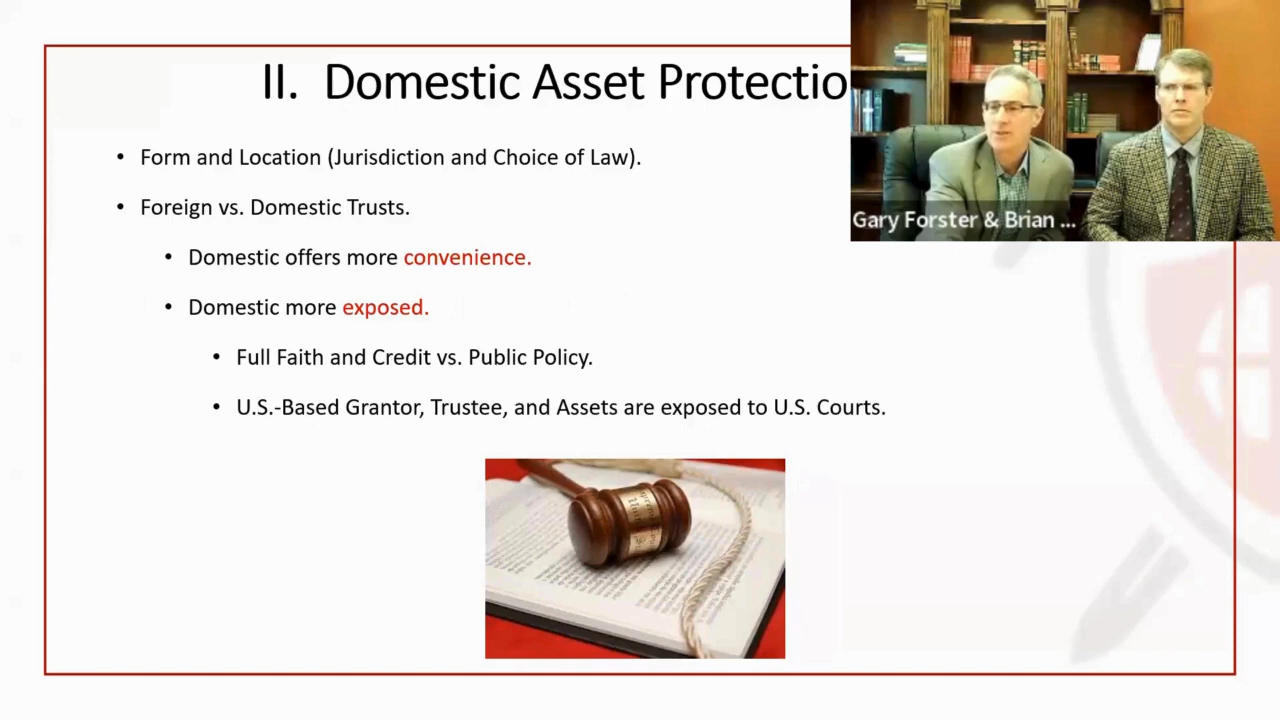 II. Domestic Asset Protectio
• Form and Location (Jurisdiction and Choice of Law).
• Foreign vs. Domestic Trusts.
• Domestic offers more convenience.
• Domestic more exposed.
• Full Faith and Credit vs. Public Policy.
• U.S.-Based Grantor, Trustee, and Assets are exposed to U.S. Courts.
Gary Forster & Brian ...